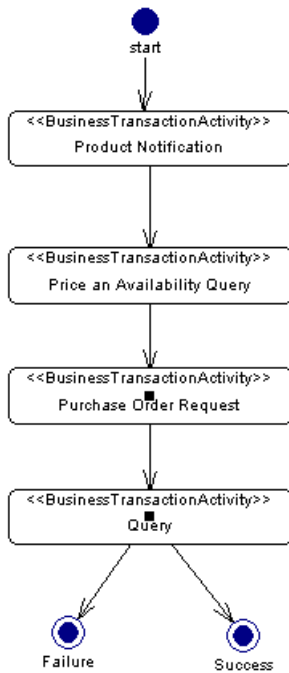 start
<<BusinessTransactionActivity>>
Product Notification
<<BusinessTransactionActivity>>
Price an Availability Query
<<BusinessTransactionActivity>>
Purchase Order Request
<<BusinessTransactionActivity>>
Query
Failure
Success